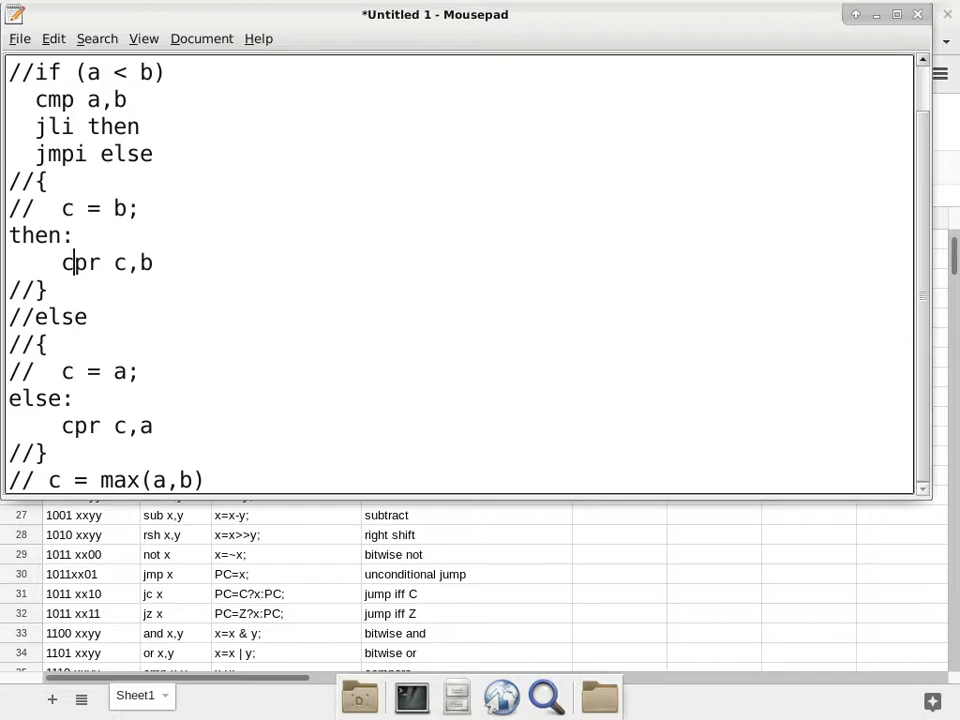 *Untitled 1 - Mousepad
File Edit Search View Document Help
//if (a < b)
cmp a,b
jli then
jmpi else
//{
// c = b;
then:
cpr c,b
//}
//else
//{
// c = a;
else:
cpr c,a
//}
// c = max(a,b)
27 1001 xxyy sub x,y x=x-y; subtract
28 1010 xxyy rsh x,y x=x>>y; right shift
29 1011 xx00 not x x=~x; bitwise not
30 1011xx01 jmp x PC=x; unconditional jump
31 1011 xx10 jc x PC=C?x:PC; jump iff C
32 1011 xx11 jz x PC=Z?x:PC; jump iff Z
33 1100 xxyy and x,y x=x & y; bitwise and
34 1101 xxyy or x,y x=x | y; bitwise or
Sheet1